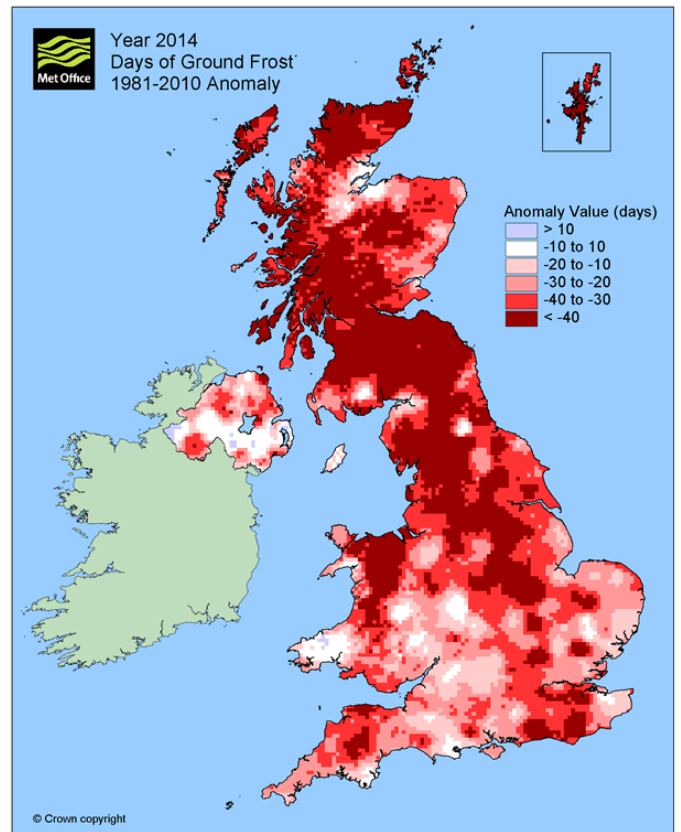 Met Office
Year 2014
Days of Ground Frost
1981-2010 Anomaly
Anomaly Value (days)
> 10
-10 to 10
-20 to -10
-30 to -20
-40 to -30
< -40
© Crown copyright